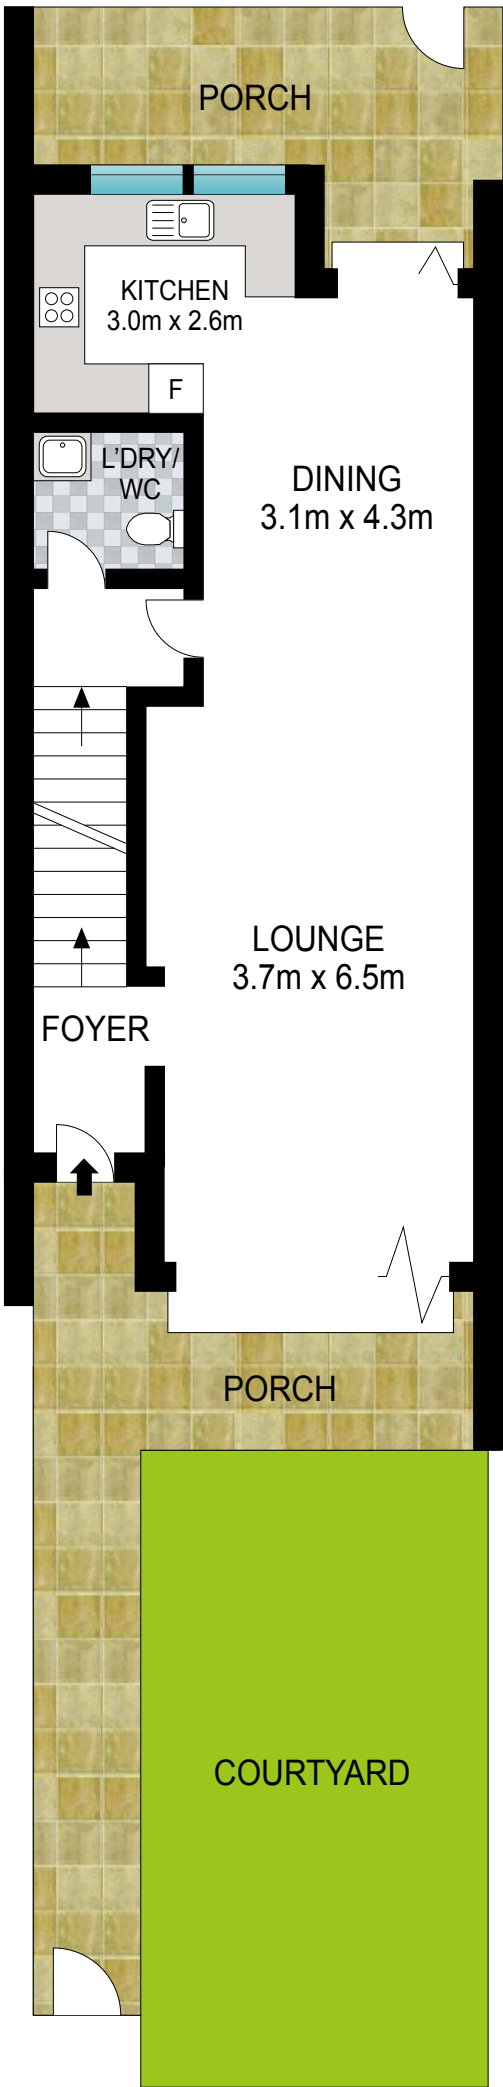 PORCH
KITCHEN
3.0m x 2.6m
F
L'DRY/
WC
DINING
3.1m x 4.3m
LOUNGE
3.7m x 6.5m
FOYER
PORCH
COURTYARD